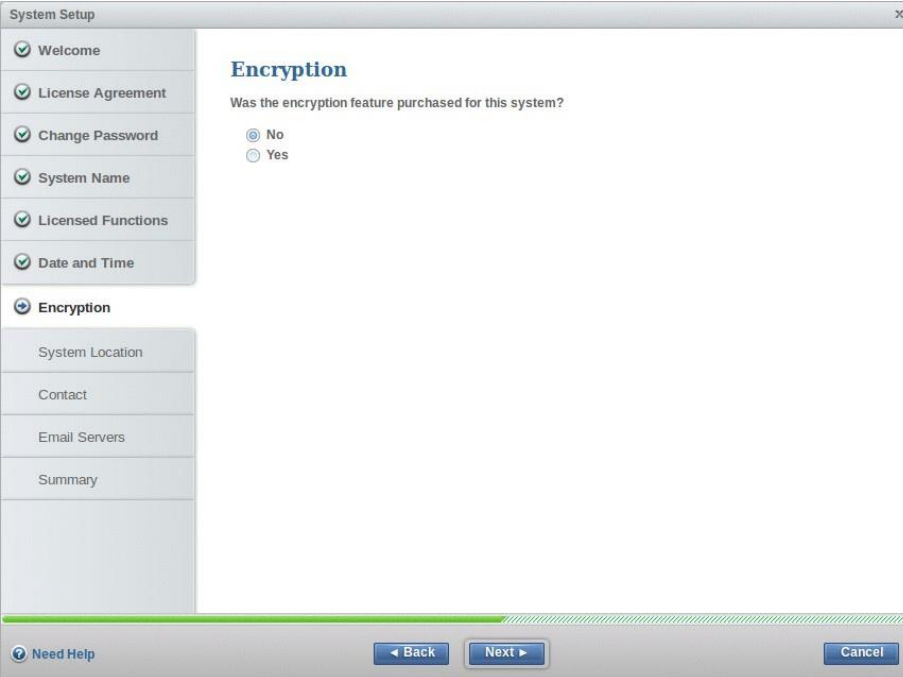 System Setup
Welcome
License Agreement
Change Password
System Name
Licensed Functions
Date and Time
Encryption
System Location
Contact
Email Servers
Summary
Encryption
Was the encryption feature purchased for this system?
No
Yes
Need Help
Back
Next
Cancel